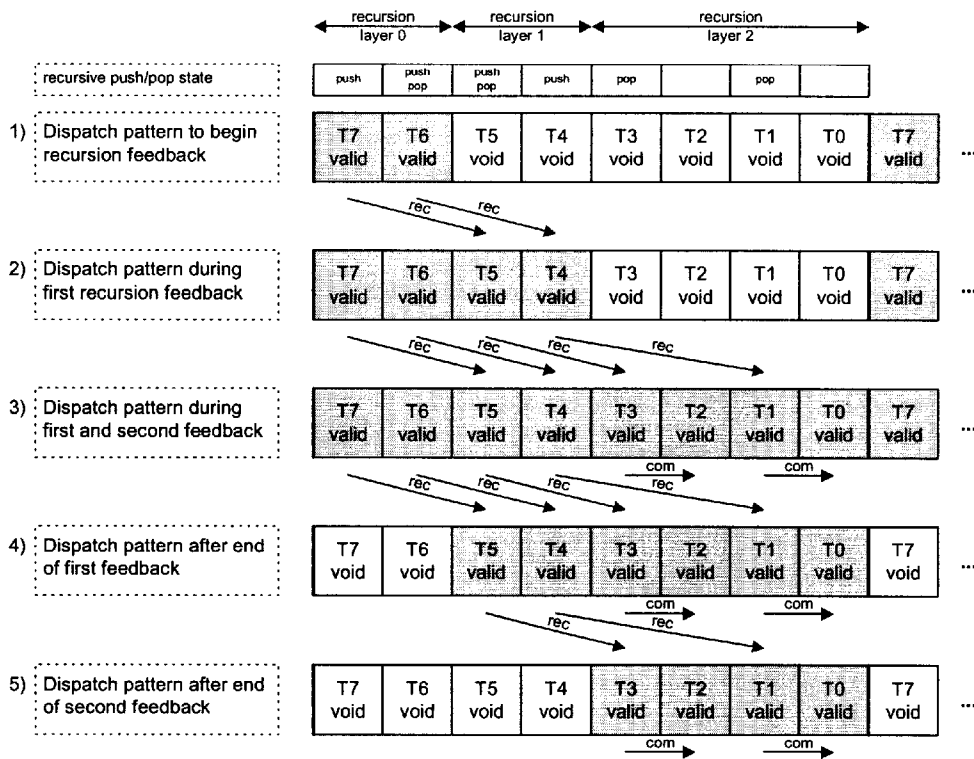 recursion recursion recursion
layer 0 layer 1 layer 2
recursive push/pop state push push pop push pop push pop pop
1) Dispatch pattern to begin recursion feedback
T7 T6 T5 T4 T3 T2 T1 T0 T7
valid valid void void void void void void valid ...
rec rec
2) Dispatch pattern during first recursion feedback
T7 T6 T5 T4 T3 T2 T1 T0 T7
valid valid valid valid void void void void valid ...
rec rec rec rec rec
3) Dispatch pattern during first and second feedback
T7 T6 T5 T4 T3 T2 T1 T0 T7
valid valid valid valid valid valid valid valid valid ...
com com
rec rec rec rec rec
4) Dispatch pattern after end of first feedback
T7 T6 T5 T4 T3 T2 T1 T0 T7
void void valid valid valid valid valid valid void ...
com com
rec rec
5) Dispatch pattern after end of second feedback
T7 T6 T5 T4 T3 T2 T1 T0 T7
void void void void valid valid valid valid void ...
com com